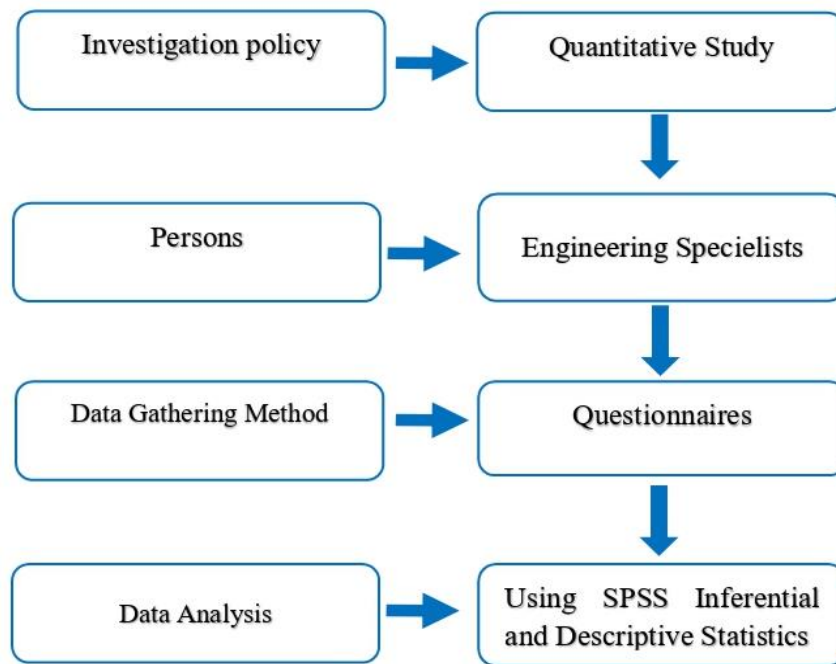 Investigation policy
Quantitative Study
Persons
Engineering Specielists
Data Gathering Method
Questionnaires
Data Analysis
Using SPSS Inferential
and Descriptive Statistics